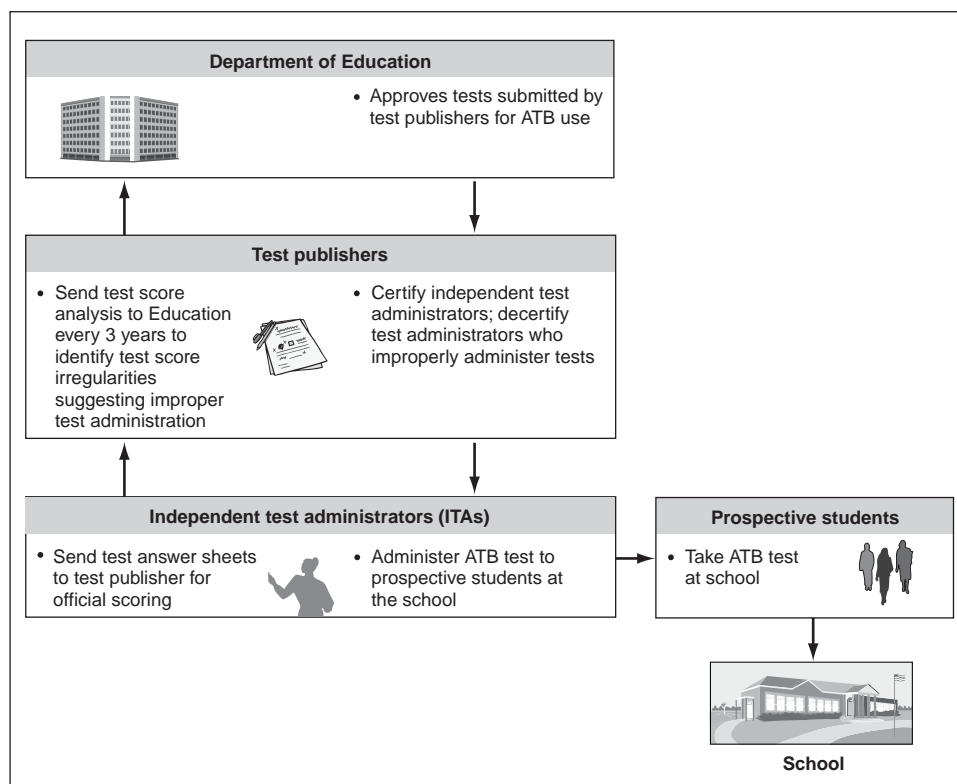 Department of Education
• Approves tests submitted by
test publishers for ATB use
Test publishers
• Send test score
analysis to Education
every 3 years to
identify test score
irregularities
suggesting improper
test administration
• Certify independent test
administrators; decertify
test administrators who
improperly administer tests
Independent test administrators (ITAs)
• Send test answer sheets
to test publisher for
official scoring
• Administer ATB test to
prospective students at
the school
Prospective students
• Take ATB test
at school
School